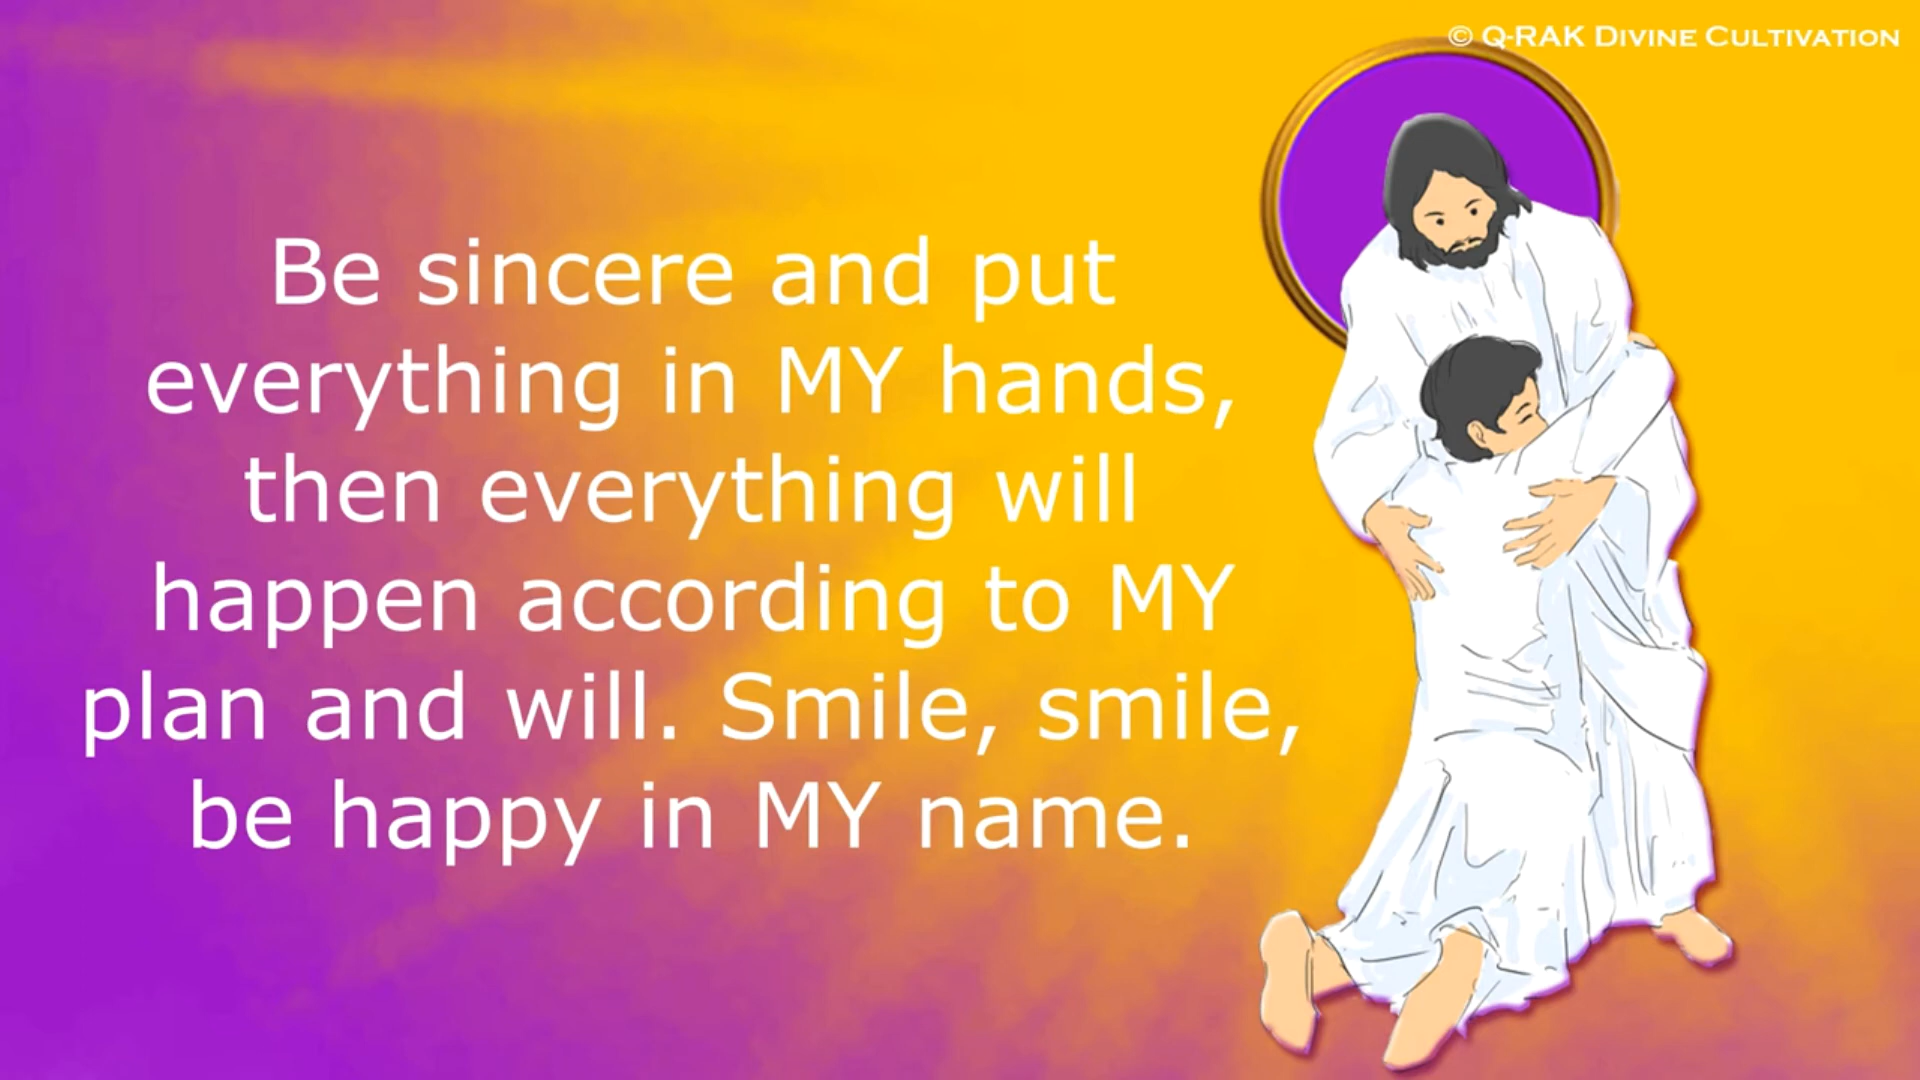 © Q-RAK DIVINE CULTIVATION
Be sincere and put
everything in MY hands,
then everything will
happen according to MY
plan and will. Smile, smile,
be happy in MY name.